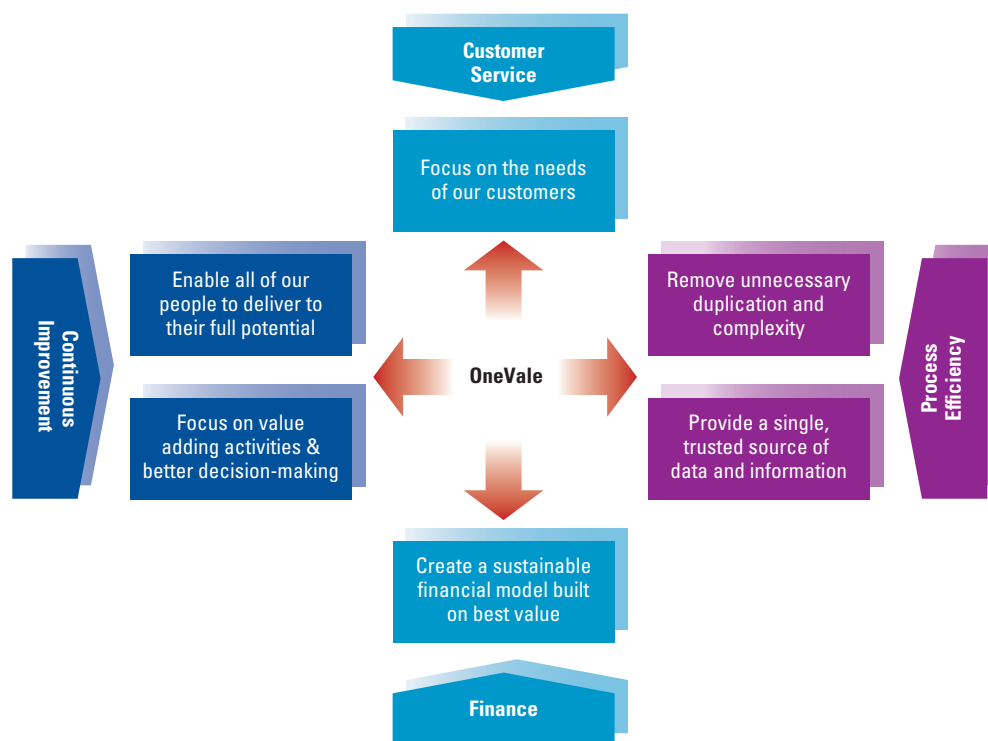 Customer
Service
Focus on the needs
of our customers
Continuous
Improvement
Enable all of our
people to deliver to
their full potential
Focus on value
adding activities &
better decision-making
OneVale
Remove unnecessary
duplication and
complexity
Provide a single,
trusted source of
data and information
Process
Efficiency
Create a sustainable
financial model built
on best value
Finance